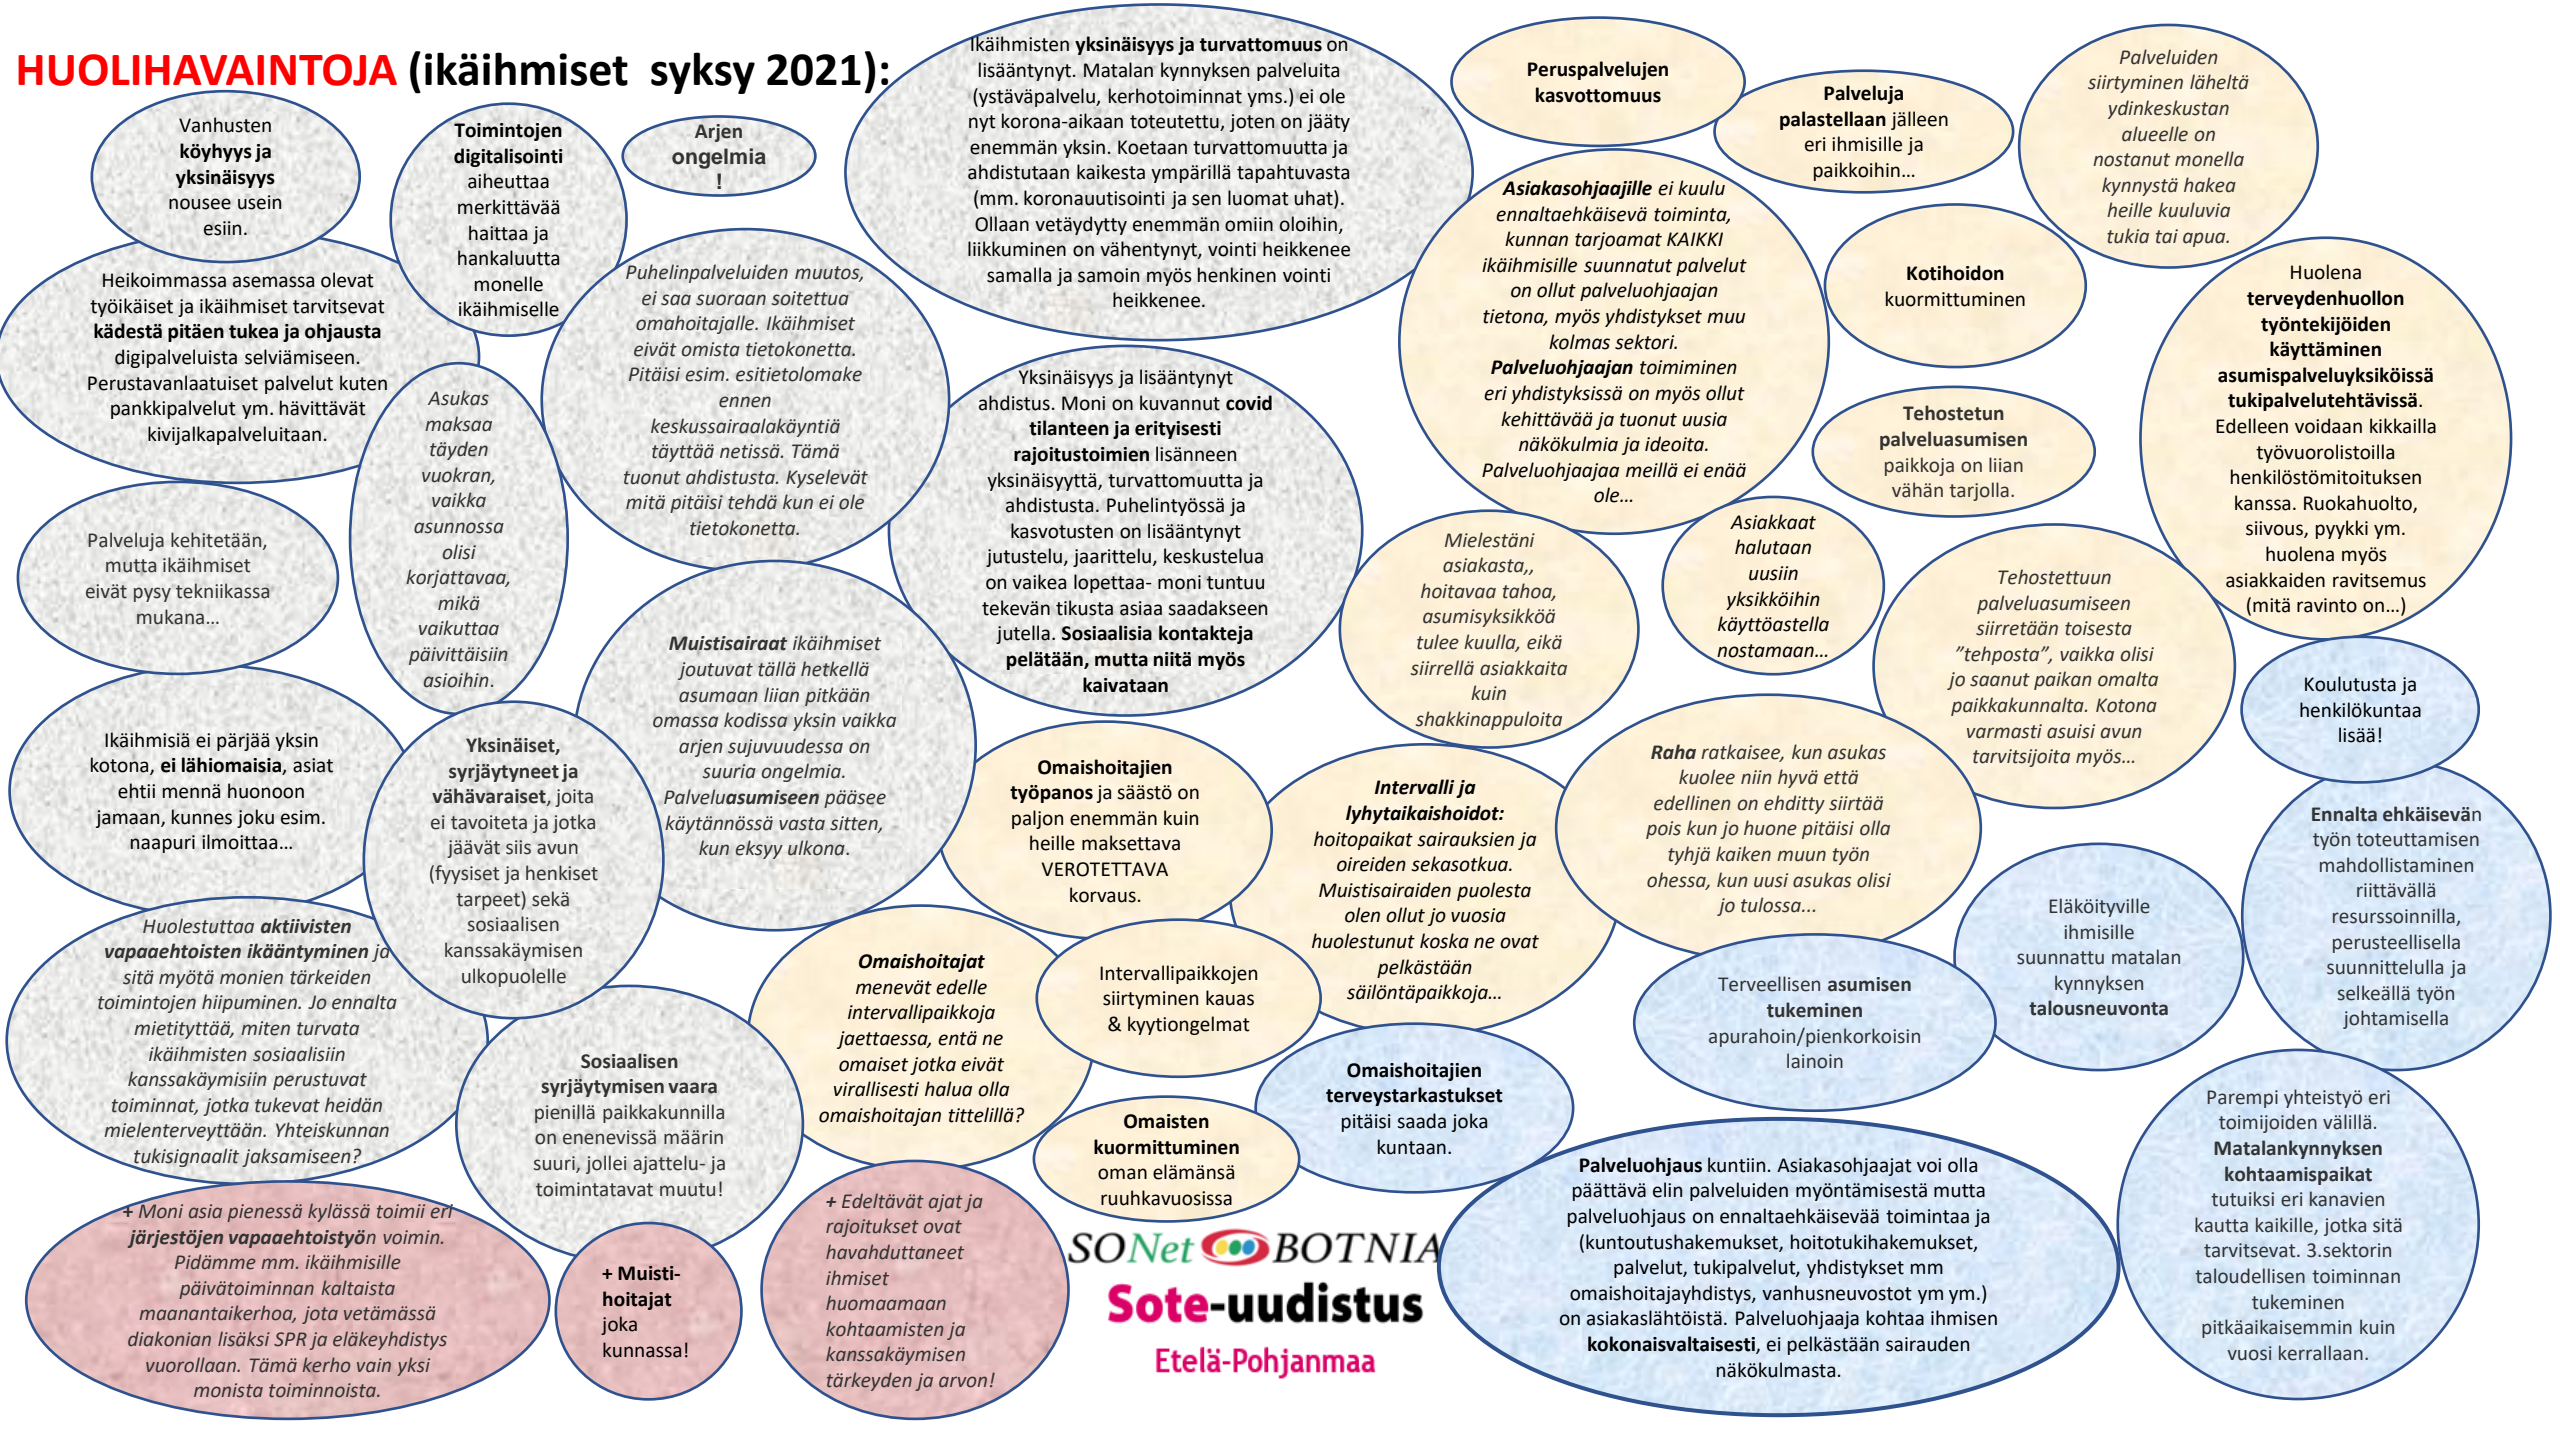 HUOLIHAVAINTOJA (ikäihmiset syksy 2021):
Vanhusten
köyhyys ja
yksinäisyys
nousee usein
esiin.
Toimintojen
digitalisointi
aiheuttaa
merkittävää
haittaa ja
hankaluutta
monelle
ikäihmiselle
Arjen
ongelmia
!
Ikäihmisten yksinäisyys ja turvattomuus on
lisääntynyt. Matalan kynnyksen palveluita
(ystäväpalvelu, kerhotoiminnat yms.) ei ole
nyt korona-aikaan toteutettu, joten on jääty
enemmän yksin. Koetaan turvattomuutta ja
ahdistutaan kaikesta ympärillä tapahtuvasta
(mm. koronauutisointi ja sen luomat uhat).
Ollaan vetäydytty enemmän omiin oloihin,
liikkuminen on vähentynyt, vointi heikkenee
samalla ja samoin myös henkinen vointi
heikkenee.
Peruspalvelujen
kasvottomuus
Palveluja
palastellaan jälleen
eri ihmisille ja
paikkoihin…
Palveluiden
siirtyminen läheltä
ydinkeskustan
alueelle on
nostanut monella
kynnystä hakea
heille kuuluvia
tukia tai apua.
Heikoimmassa asemassa olevat
työikäiset ja ikäihmiset tarvitsevat
kädestä pitäen tukea ja ohjausta
digipalveluista selviämiseen.
Perustavanlaatuiset palvelut kuten
pankkipalvelut ym. hävittävät
kivijalkapalveluitaan.
Puhelinpalveluiden muutos,
ei saa suoraan soitettua
omahoitajalle. Ikäihmiset
eivät omista tietokonetta.
Pitäisi esim. esitietolomake
ennen
keskussairaalakäyntiä
täyttää netissä. Tämä
tuonut ahdistusta. Kyselevät
mitä pitäisi tehdä kun ei ole
tietokonetta.
Asiakasohjaajille ei kuulu
ennaltaehkäisevä toiminta,
kunnan tarjoamat KAIKKI
ikäihmisille suunnatut palvelut
on ollut palveluohjaajan
tietona, myös yhdistykset muu
kolmas sektori.
Palveluohjaajan toimiminen
eri yhdistyksissä on myös ollut
kehittävää ja tuonut uusia
näkökulmia ja ideoita.
Palveluohjaajaa meillä ei enää
ole…
Kotihoidon
kuormittuminen
Huolena
terveydenhuollon
työntekijöiden
käyttäminen
asumispalveluyksiköissä
tukipalvelutehtävissä.
Edelleen voidaan kikkailla
työvuorolistoilla
henkilöstömitoituksen
kanssa. Ruokahuolto,
siivous, pyykki ym.
huolena myös
asiakkaiden ravitsemus
(mitä ravinto on…)
Asukas
maksaa
täyden
vuokran,
vaikka
asunnossa
olisi
korjattavaa,
mikä
vaikuttaa
päivittäisiin
asioihin.
Yksinäisyys ja lisääntynyt
ahdistus. Moni on kuvannut covid
tilanteen ja erityisesti
rajoitustoimien lisänneen
yksinäisyyttä, turvattomuutta ja
ahdistusta. Puhelintyössä ja
kasvotusten on lisääntynyt
jutustelu, jaarittelu, keskustelua
on vaikea lopettaa- moni tuntuu
tekevän tikusta asiaa saadakseen
jutella. Sosiaalisia kontakteja
pelätään, mutta niitä myös
kaivataan
Tehostetun
palveluasumisen
paikkoja on liian
vähän tarjolla.
Palveluja kehitetään,
mutta ikäihmiset
eivät pysy tekniikassa
mukana…
Mielestäni
asiakasta,,
hoitavaa tahoa,
asumisyksikköä
tulee kuulla, eikä
siirrellä asiakkaita
kuin
shakkinappuloita
Asiakkaat
halutaan
uusiin
yksikköihin
käyttöastella
nostamaan…
Tehostettuun
palveluasumiseen
siirretään toisesta
”tehposta”, vaikka olisi
jo saanut paikan omalta
paikkakunnalta. Kotona
varmasti asuisi avun
tarvitsijoita myös…
Muistisairaat ikäihmiset
joutuvat tällä hetkellä
asumaan liian pitkään
omassa kodissa yksin vaikka
arjen sujuvuudessa on
suuria ongelmia.
Palveluasumiseen pääsee
käytännössä vasta sitten,
kun eksyy ulkona.
Koulutusta ja
henkilökuntaa
lisää!
Ikäihmisiä ei pärjää yksin
kotona, ei lähiomaisia, asiat
ehtii mennä huonoon
jamaan, kunnes joku esim.
naapuri ilmoittaa…
Yksinäiset,
syrjäytyneet ja
vähävaraiset, joita
ei tavoiteta ja jotka
jäävät siis avun
(fyysiset ja henkiset
tarpeet) sekä
sosiaalisen
kanssakäymisen
ulkopuolelle
Omaishoitajien
työpanos ja säästö on
paljon enemmän kuin
heille maksettava
VEROTETTAVA
korvaus.
Intervalli ja
lyhytaikaishoidot:
hoitopaikat sairauksien ja
oireiden sekasotkua.
Muistisairaiden puolesta
olen ollut jo vuosia
huolestunut koska ne ovat
pelkästään
säilöntäpaikkoja…
Raha ratkaisee, kun asukas
kuolee niin hyvä että
edellinen on ehditty siirtää
pois kun jo huone pitäisi olla
tyhjä kaiken muun työn
ohessa, kun uusi asukas olisi
jo tulossa...
Ennalta ehkäisevän
työn toteuttamisen
mahdollistaminen
riittävällä
resurssoinnilla,
perusteellisella
suunnittelulla ja
selkeällä työn
johtamisella
Eläköityville
ihmisille
suunnattu matalan
kynnyksen
talousneuvonta
Huolestuttaa aktiivisten
vapaaehtoisten ikääntyminen ja
sitä myötä monien tärkeiden
toimintojen hiipuminen. Jo ennalta
mietityttää, miten turvata
ikäihmisten sosiaalisiin
kanssakäymisiin perustuvat
toiminnat, jotka tukevat heidän
mielenterveyttään. Yhteiskunnan
tukisignaalit jaksamiseen?
Omaishoitajat
menevät edelle
intervallipaikkoja
jaettaessa, entä ne
omaiset jotka eivät
virallisesti halua olla
omaishoitajan tittelillä?
Intervallipaikkojen
siirtyminen kauas
& kyytiongelmat
Terveellisen asumisen
tukeminen
apurahoin/pienkorkoisin
lainoin
Sosiaalisen
syrjäytymisen vaara
pienillä paikkakunnilla
on enenevissä määrin
suuri, jollei ajattelu- ja
toimintatavat muutu!
Omaishoitajien
terveystarkastukset
pitäisi saada joka
kuntaan.
Omaisten
kuormittuminen
oman elämänsä
ruuhkavuosissa
Parempi yhteistyö eri
toimijoiden välillä.
Matalankynnyksen
kohtaamispaikat
tutuiksi eri kanavien
kautta kaikille, jotka sitä
tarvitsevat. 3.sektorin
taloudellisen toiminnan
tukeminen
pitkäaikaisemmin kuin
vuosi kerrallaan.
Palveluohjaus kuntiin. Asiakasohjaajat voi olla
päättävä elin palveluiden myöntämisestä mutta
palveluohjaus on ennaltaehkäisevää toimintaa ja
(kuntoutushakemukset, hoitotukihakemukset,
palvelut, tukipalvelut, yhdistykset mm
omaishoitajayhdistys, vanhusneuvostot ym ym.)
on asiakaslähtöistä. Palveluohjaaja kohtaa ihmisen
kokonaisvaltaisesti, ei pelkästään sairauden
näkökulmasta.
+ Moni asia pienessä kylässä toimii eri
järjestöjen vapaaehtoistyön voimin.
Pidämme mm. ikäihmisille
päivätoiminnan kaltaista
maanantaikerhoa, jota vetämässä
diakonian lisäksi SPR ja eläkeyhdistys
vuorollaan. Tämä kerho vain yksi
monista toiminnoista.
+ Muisti-
hoitajat
joka
kunnassa!
+ Edeltävät ajat ja
rajoitukset ovat
havahduttaneet
ihmiset
huomaamaan
kohtaamisten ja
kanssakäymisen
tärkeyden ja arvon!
SONet BOTNIA
Sote-uudistus
Etelä-Pohjanmaa